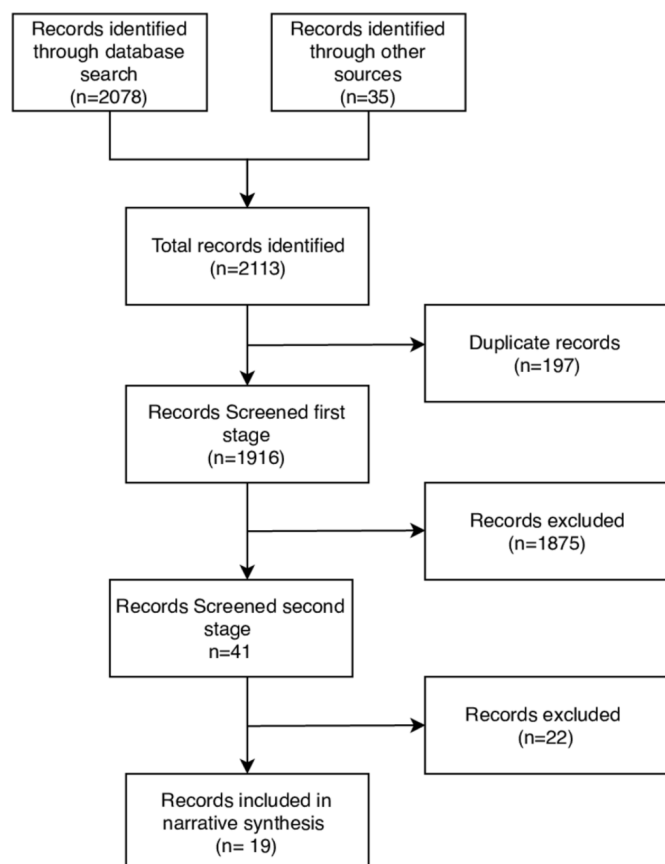 Records identified
through database
search
(n=2078)
Records identified
through other
sources
(n=35)
Total records identified
(n=2113)
Duplicate records
(n=197)
Records Screened first
stage
(n=1916)
Records excluded
(n=1875)
Records Screened second
stage
n=41
Records excluded
(n=22)
Records included in
narrative synthesis
(n= 19)